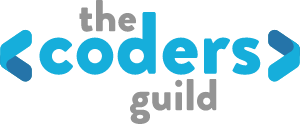 the
<coders>
guild